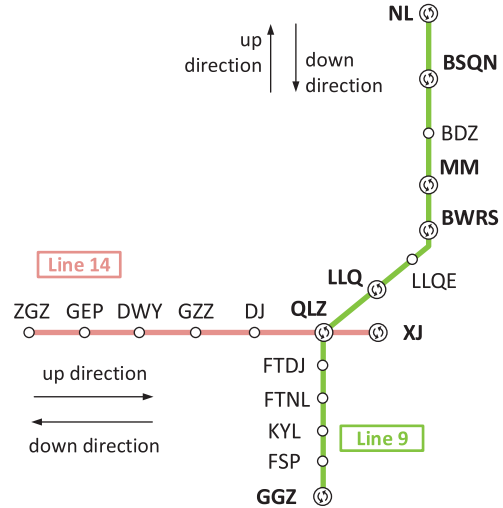 NL
up
direction
down
direction
BSQN
BDZ
MM
BWRS
Line 14
LLQ
LLQE
ZGZ GEP DWY GZZ DJ QLZ
XJ
FTDJ
up direction
FTNL
down direction
KYL
Line 9
FSP
GGZ